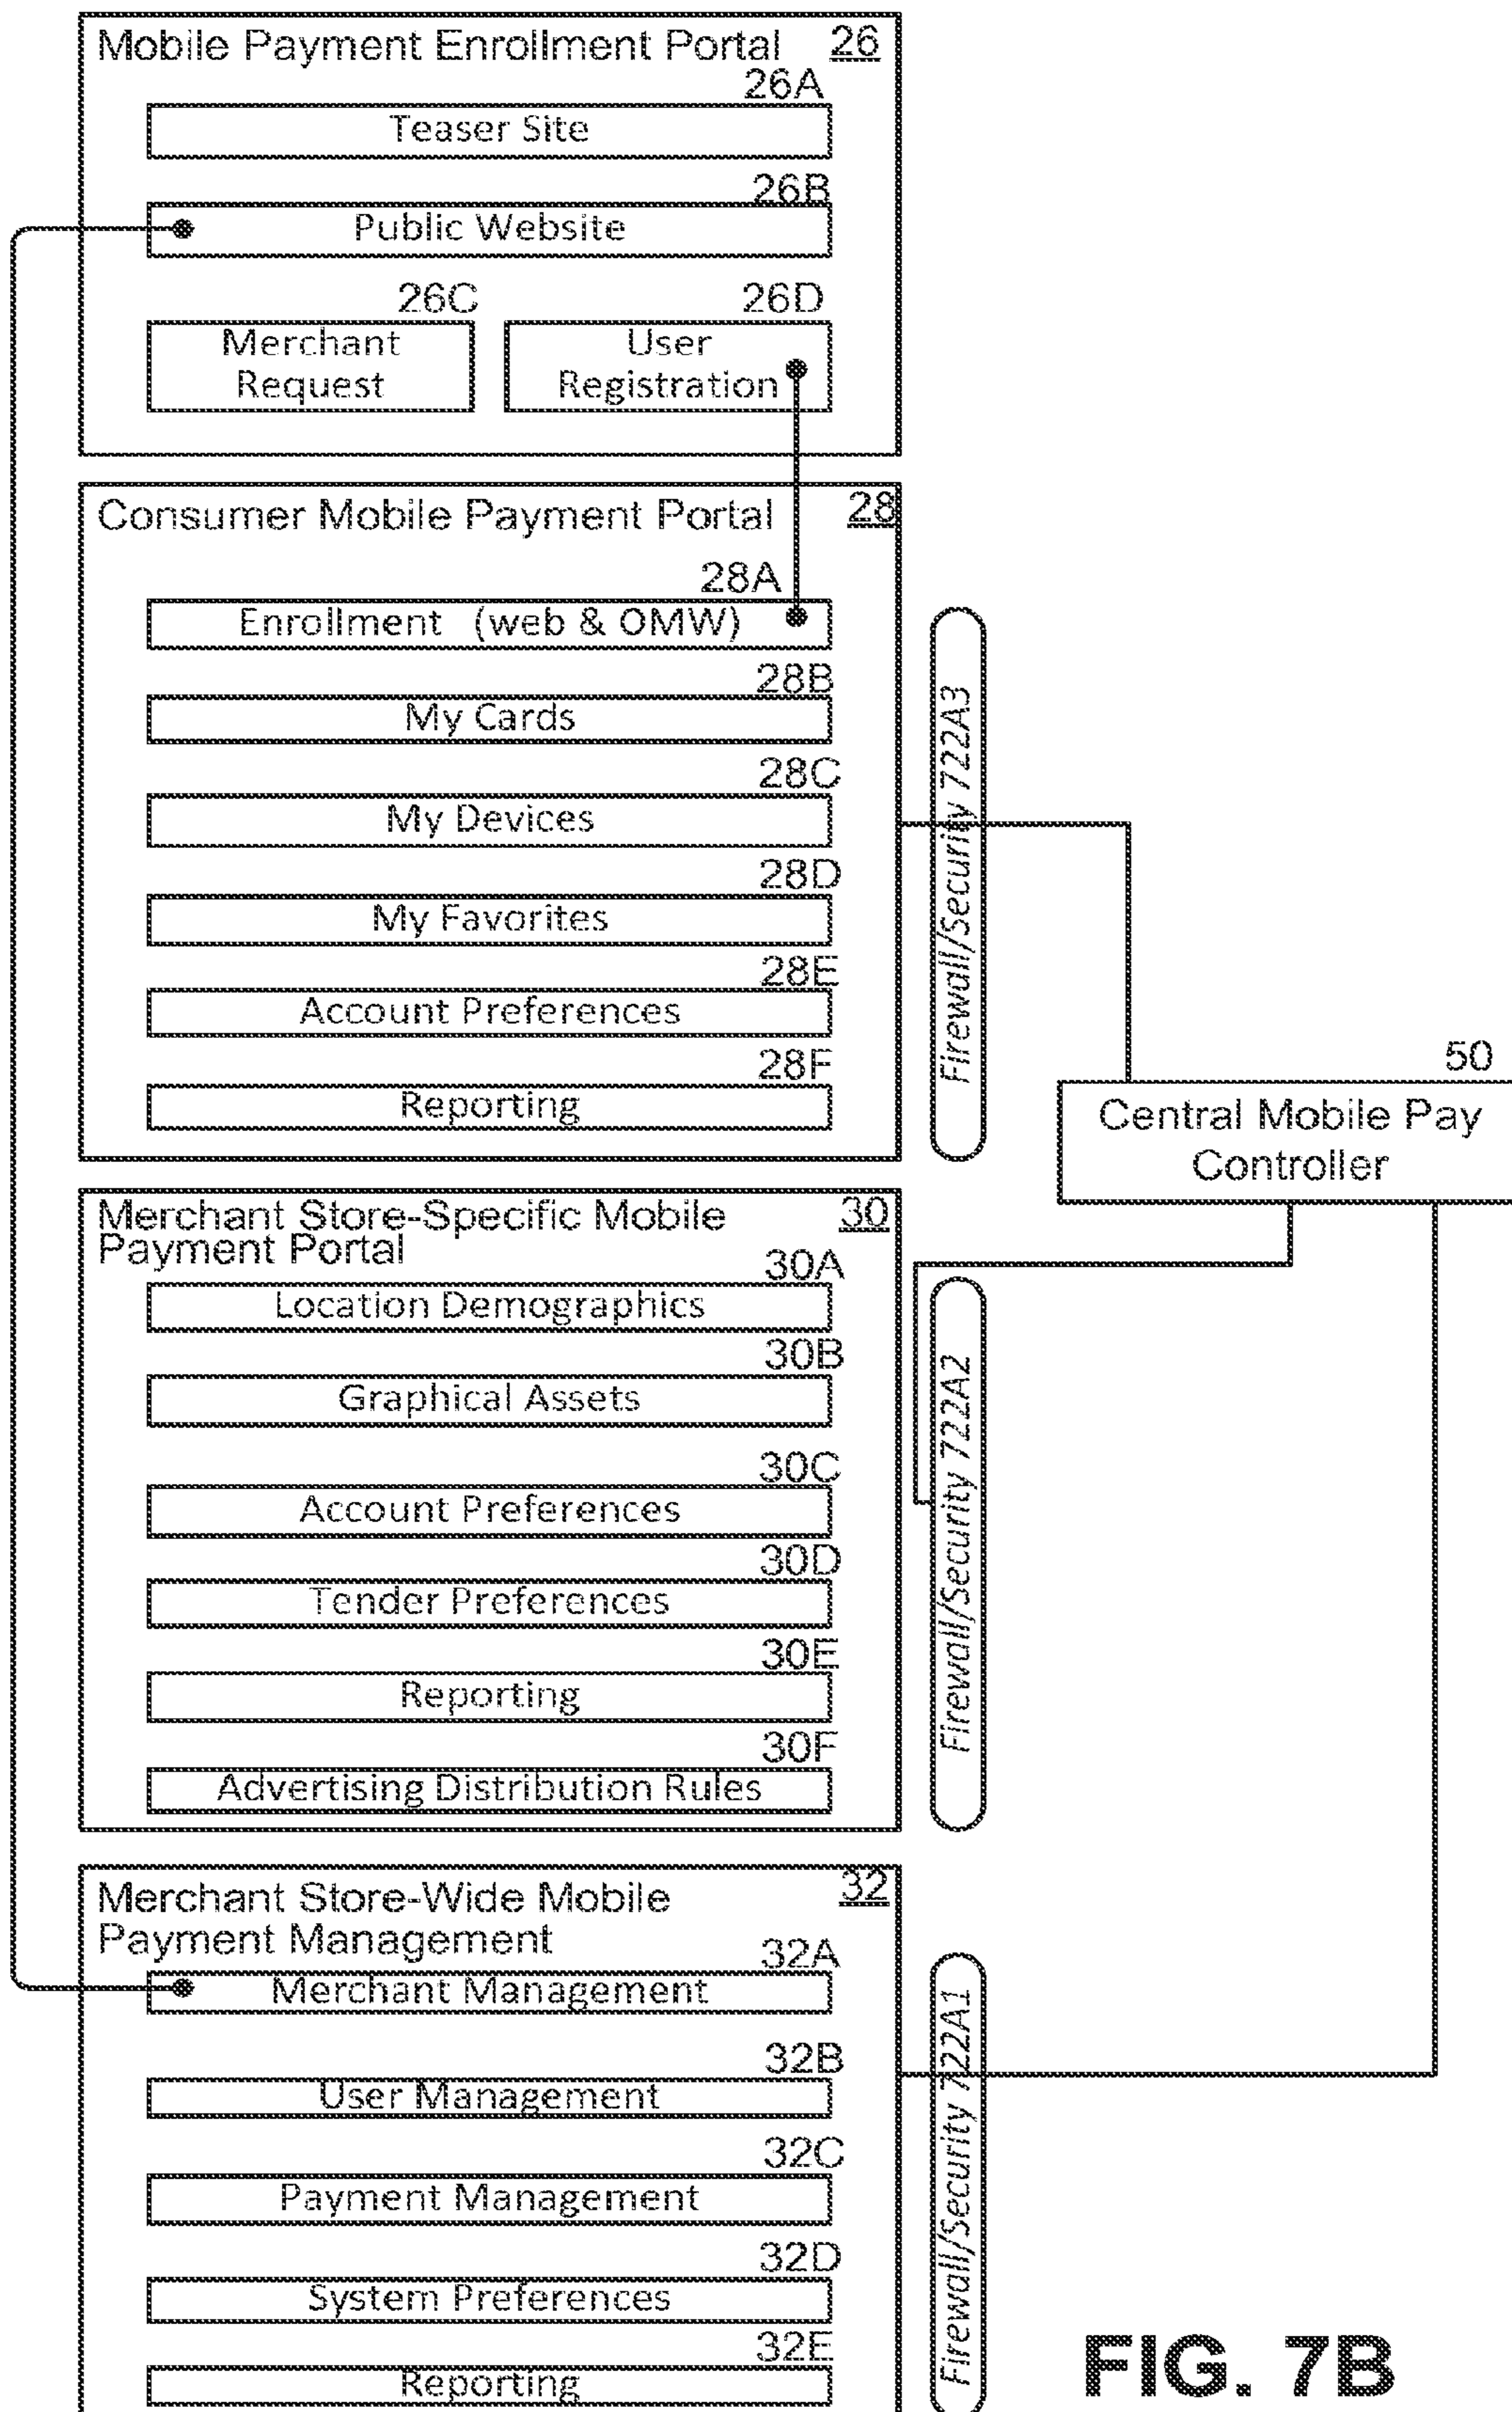 Mobile Payment Enrollment Portal 26
26A
Teaser Site
26B
Public Website
26C
26D
Merchant
Request
User
Registration
Consumer Mobile Payment Portal 28
28A
Enrollment (web & OMW)
28B
My Cards
28C
My Devices
28D
My Favorites
28E
Account Preferences
28F
Reporting
Firewall/Security 722A3
50
Central Mobile Pay
Controller
Merchant Store-Specific Mobile 30
Payment Portal
30A
Location Demographics
30B
Graphical Assets
30C
Account Preferences
30D
Tender Preferences
30E
Reporting
30F
Advertising Distribution Rules
Firewall/Security 722A2
Merchant Store-Wide Mobile 32
Payment Management
32A
Merchant Management
32B
User Management
32C
Payment Management
32D
System Preferences
32E
Reporting
Firewall/Security 722A1
FIG. 7B